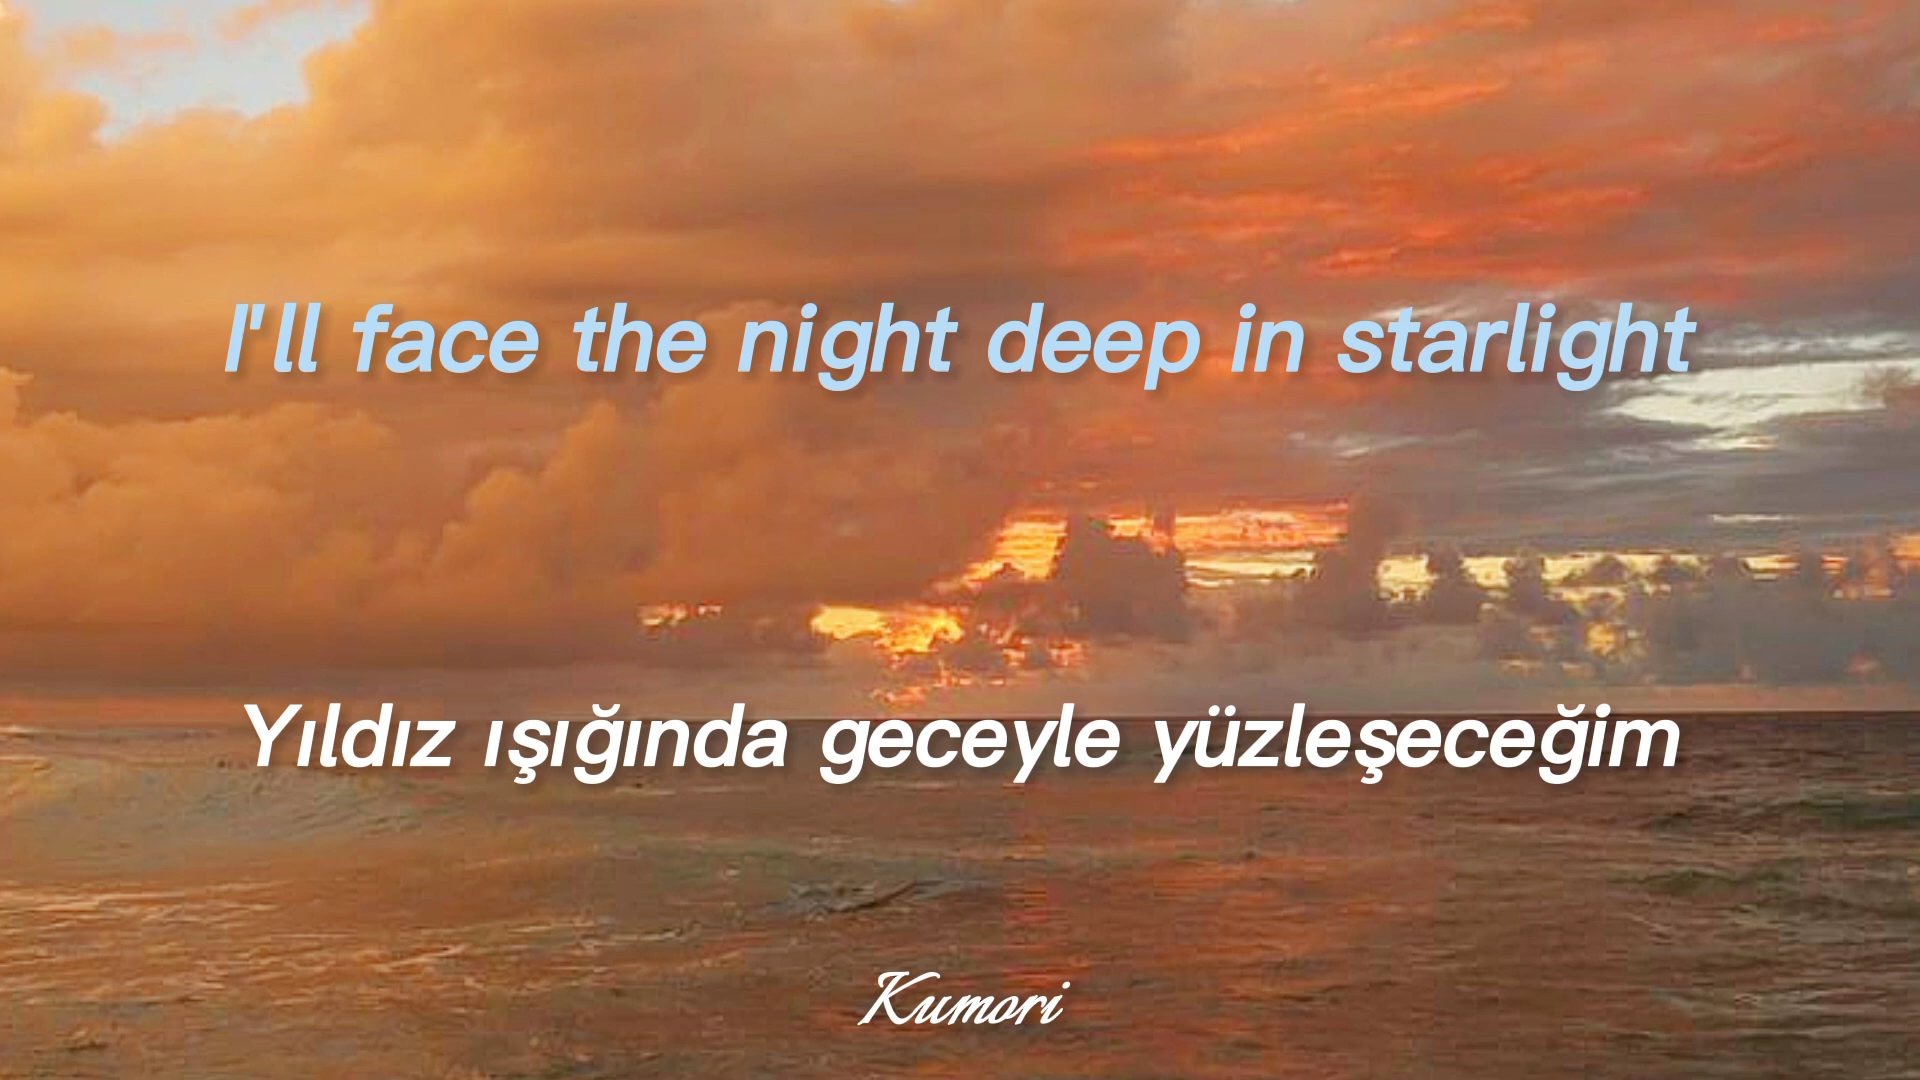 I'll face the night deep in starlight
Yıldız ışığında geceyle yüzleşeceğim
Kumori